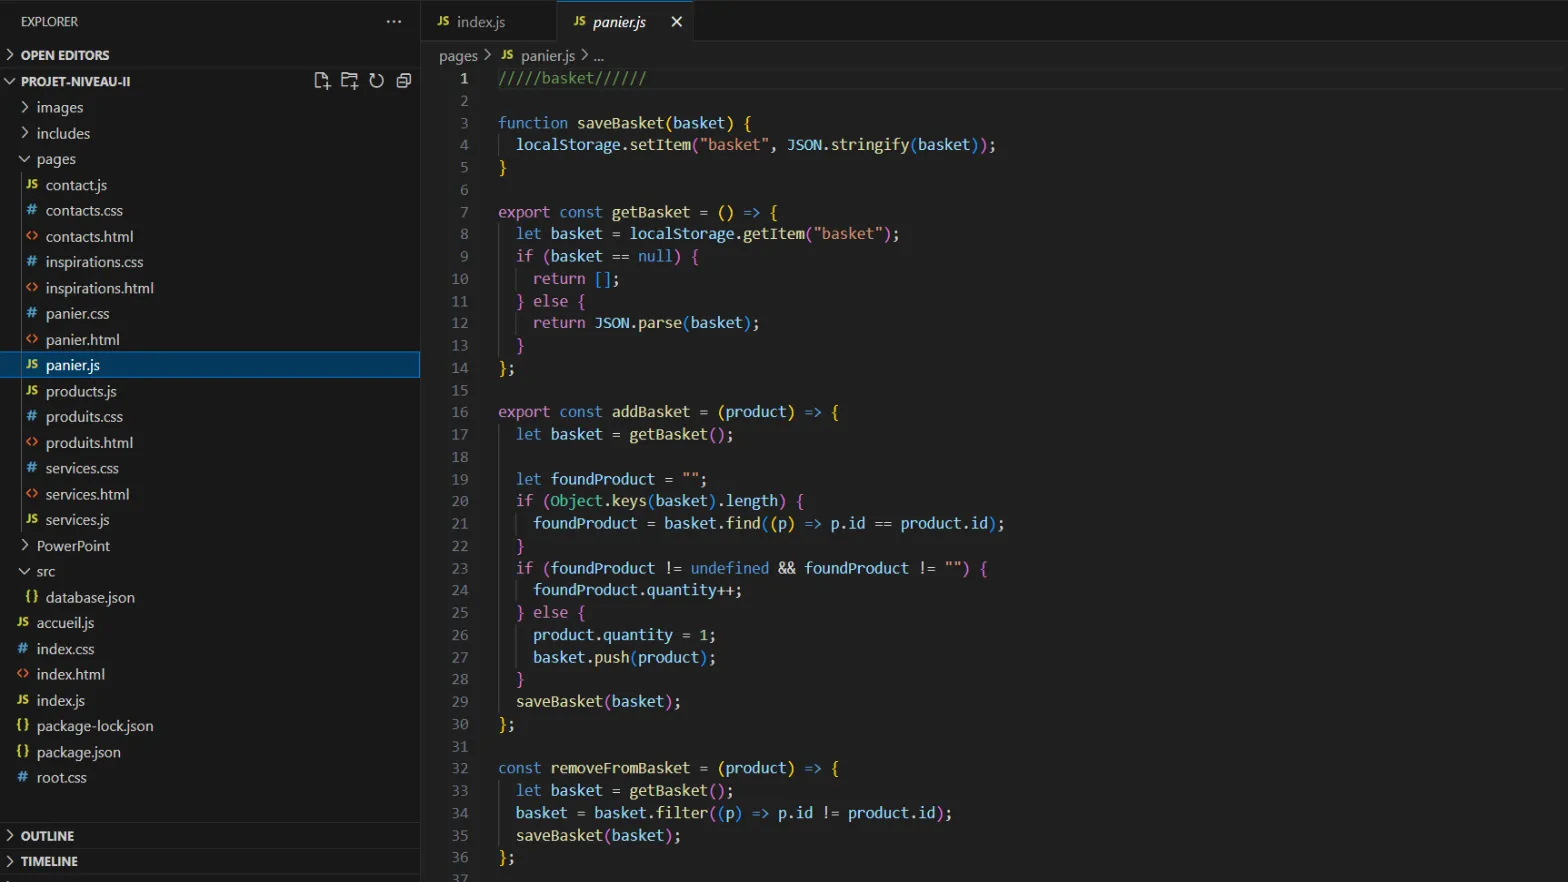 EXPLORER
...
OPEN EDITORS
PROJET-NIVEAU-II
images
includes
pages
JS contact.js
# contacts.css
<> contacts.html
# inspirations.css
<> inspirations.html
# panier.css
<> panier.html
JS panier.js
JS products.js
# produits.css
<> produits.html
# services.css
<> services.html
JS services.js
PowerPoint
src
{} database.json
JS accueil.js
# index.css
<> index.html
JS index.js
{} package-lock.json
{} package.json
# root.css
OUTLINE
TIMELINE
JS index.js
JS panier.js
pages > JS panier.js > ...
1 /////basket//////
2
3 function saveBasket(basket) {
4 localStorage.setItem("basket", JSON.stringify(basket));
5 }
6
7 export const getBasket = () => {
8 let basket = localStorage.getItem("basket");
9 if (basket == null) {
10 return [];
11 } else {
12 return JSON.parse(basket);
13 }
14 };
15
16 export const addBasket = (product) => {
17 let basket = getBasket();
18
19 let foundProduct = "";
20 if (Object.keys(basket).length) {
21 foundProduct = basket.find((p) => p.id == product.id);
22 }
23 if (foundProduct != undefined && foundProduct != "") {
24 foundProduct.quantity++;
25 } else {
26 product.quantity = 1;
27 basket.push(product);
28 }
29 saveBasket(basket);
30 };
31
32 const removeFromBasket = (product) => {
33 let basket = getBasket();
34 basket = basket.filter((p) => p.id != product.id);
35 saveBasket(basket);
36 };
37